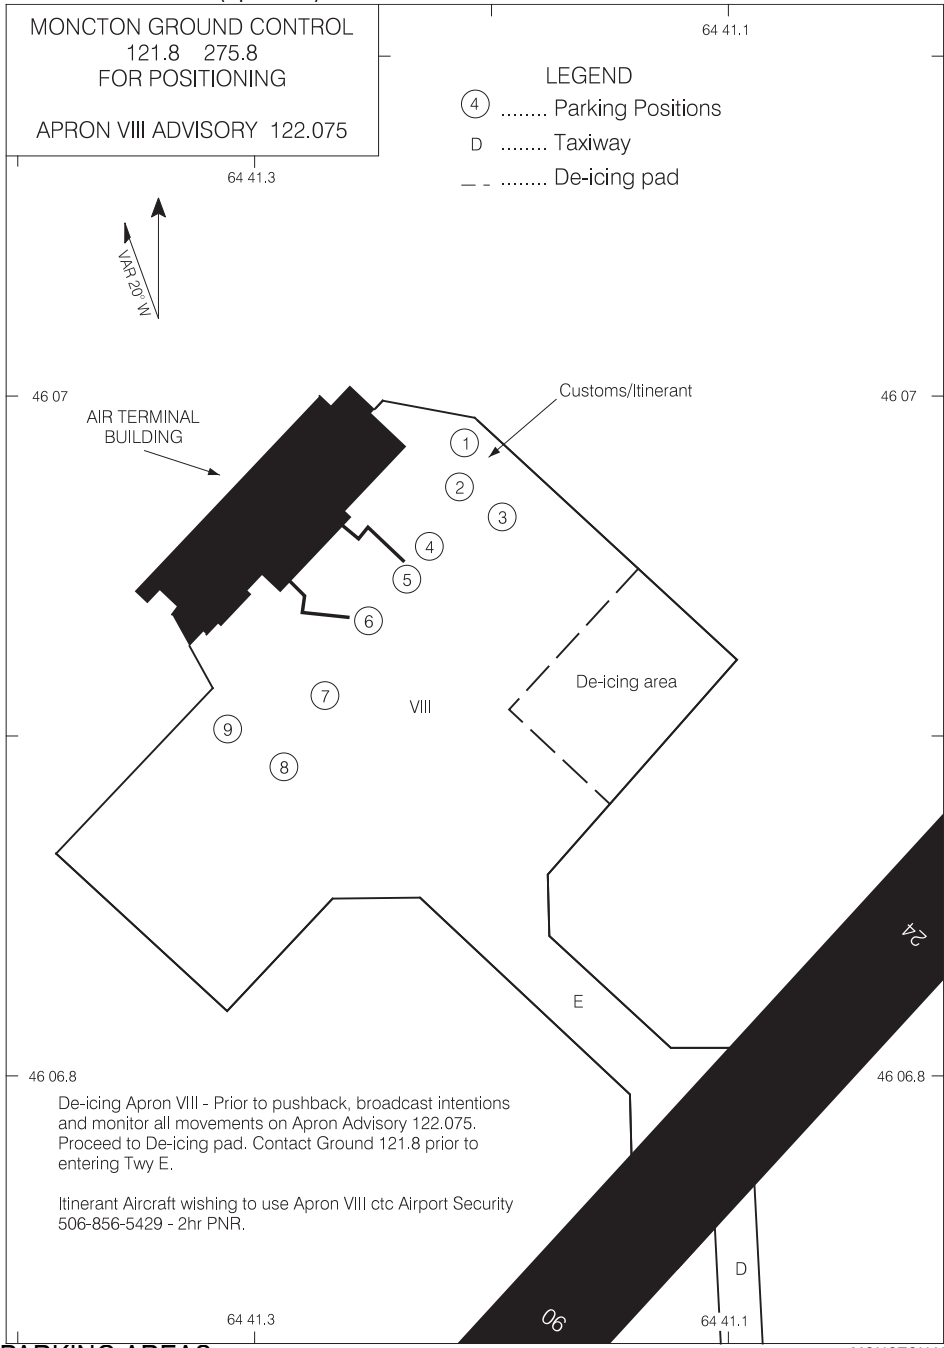 MONCTON GROUND CONTROL
121.8 275.8
FOR POSITIONING
APRON VIII ADVISORY 122.075
64 41.1
LEGEND
4 ........ Parking Positions
D ........ Taxiway
........ De-icing pad
64 41.3
VAR 20° W
46 07
46 07
Customs/Itinerant
AIR TERMINAL
BUILDING
1
2
3
4
5
6
De-icing area
7
VIII
9
8
24
E
46 06.8
46 06.8
De-icing Apron VIII - Prior to pushback, broadcast intentions
and monitor all movements on Apron Advisory 122.075.
Proceed to De-icing pad. Contact Ground 121.8 prior to
entering Twy E.
Itinerant Aircraft wishing to use Apron VIII ctc Airport Security
506-856-5429 - 2hr PNR.
D
64 41.3
06
64 41.1
PARKING AREAS